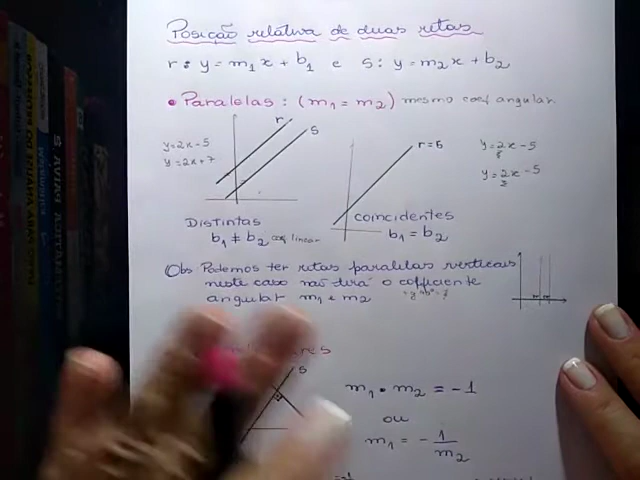 Posição relativa de duas retas
r: y = m₁x + b₁ e s: y = m₂x + b₂
• Paralelas: (m₁ = m₂) mesmo coef angular
r
s
y=2x-5
y=2x+7
r=s
y=2x-5
y=2x-5
Distintas
b₁ ≠ b₂ coef linear
coincidentes
b₁ = b₂
Obs Podemos ter retas paralelas verticais
neste caso não terá o coeficiente
angular m₁ e m₂
s
m₁ • m₂ = -1
ou
m₁ = - 1/m₂